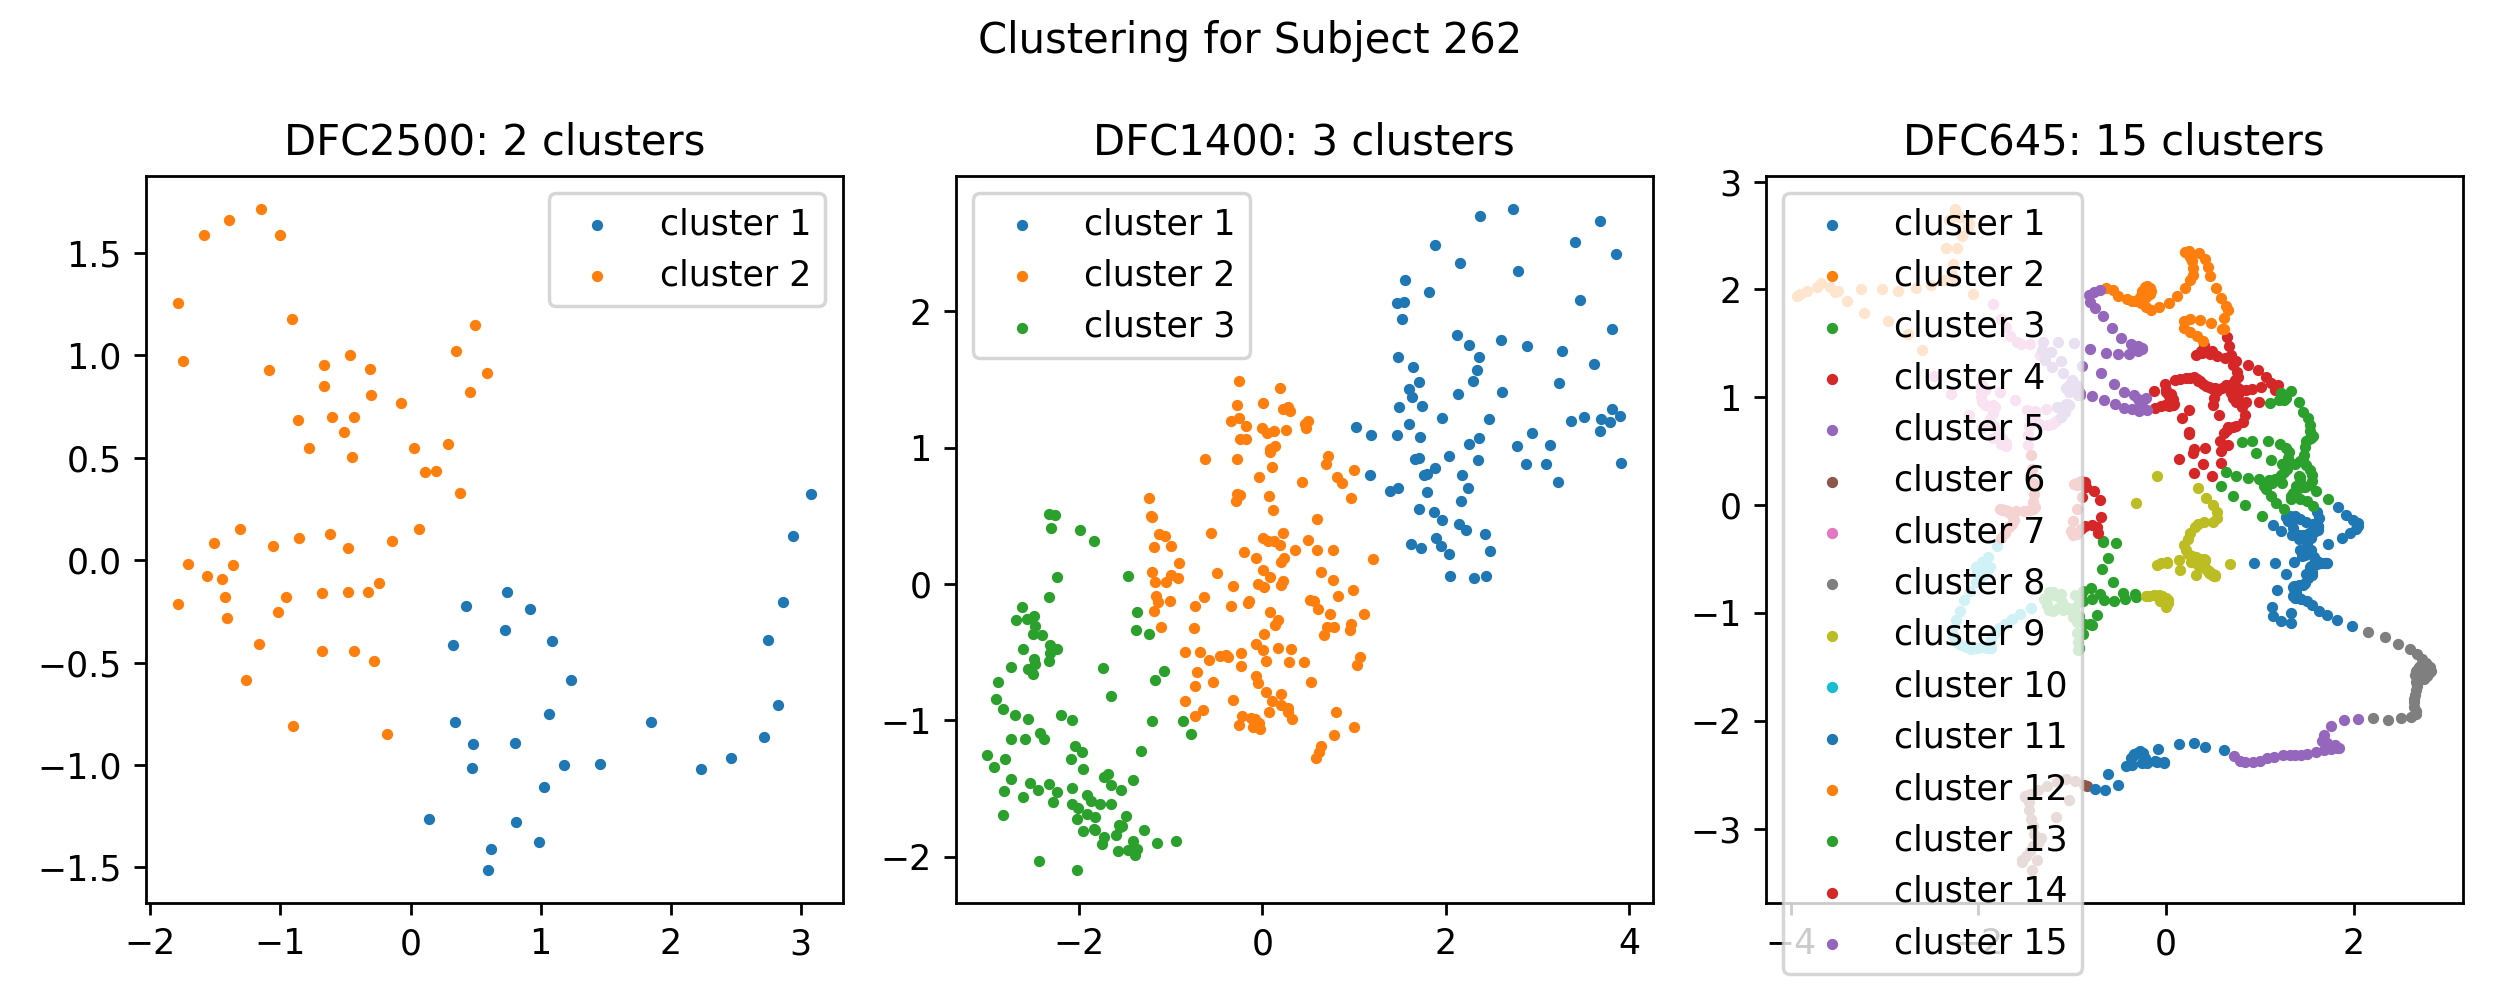 Clustering for Subject 262
DFC2500: 2 clusters
cluster 1
cluster 2
1.5
1.0
0.5
0.0
−0.5
−1.0
−1.5
−2 −1 0 1 2 3
DFC1400: 3 clusters
cluster 1
cluster 2
cluster 3
2
1
0
−1
−2
−2 0 2 4
DFC645: 15 clusters
cluster 1
cluster 2
cluster 3
cluster 4
cluster 5
cluster 6
cluster 7
cluster 8
cluster 9
cluster 10
cluster 11
cluster 12
cluster 13
cluster 14
cluster 15
3
2
1
0
−1
−2
−3
−4 −2 0 2